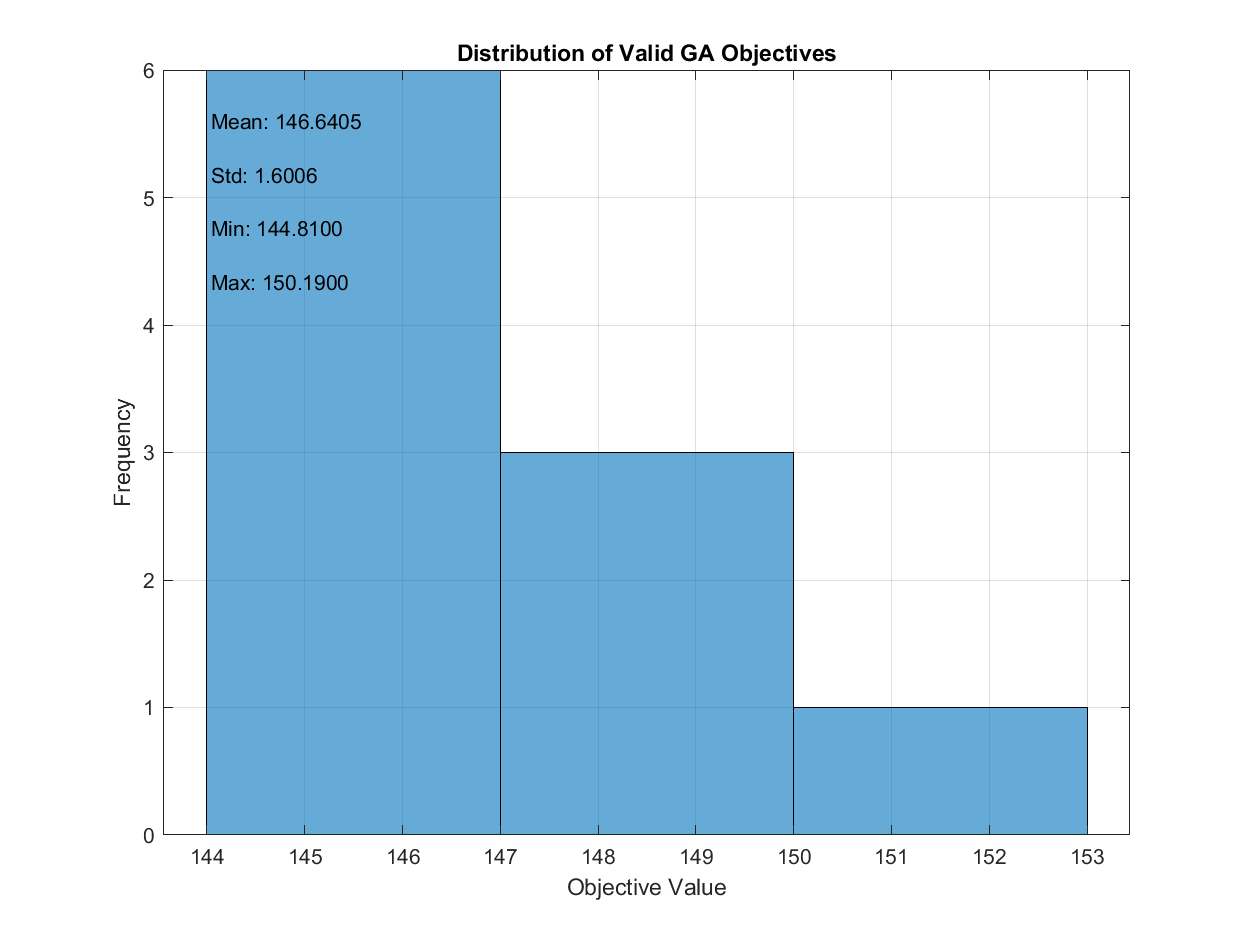 Distribution of Valid GA Objectives
6
5
4
3
2
1
0
Frequency
Mean: 146.6405
Std: 1.6006
Min: 144.8100
Max: 150.1900
144 145 146 147 148 149 150 151 152 153
Objective Value